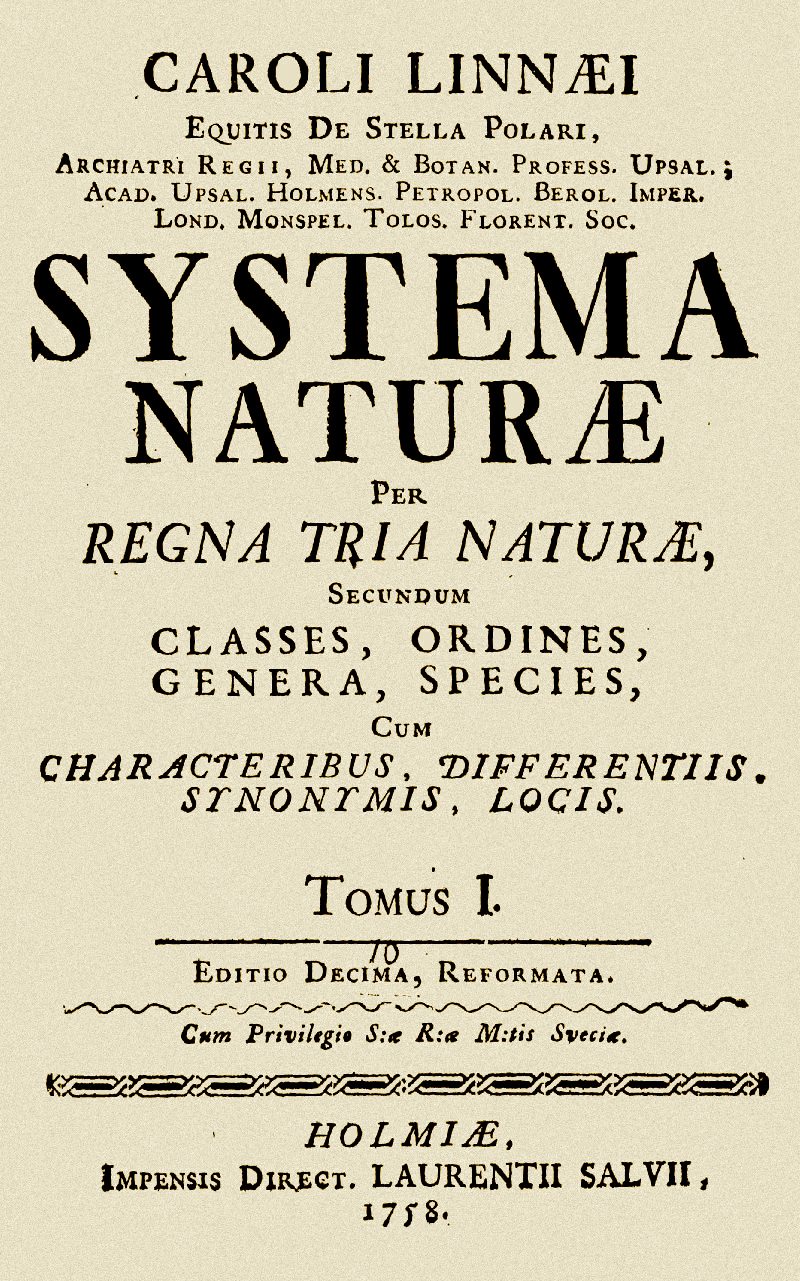 CAROLI LINNÆI
EQUITIS DE STELLA POLARI,
ARCHIATRI REGII, MED. & BOTAN. PROFESS. UPSAL.;
ACAD. UPSAL. HOLMENS. PETROPOL. BEROL. IMPER.
LOND. MONSPEL. TOLOS. FLORENT. SOC.
SYSTEMA
NATURÆ
PER
REGNA TRIA NATURÆ,
SECUNDUM
CLASSES, ORDINES,
GENERA, SPECIES,
CUM
CHARACTERIBUS, DIFFERENTIIS.
SYNONYMIS, LOCIS.
TOMUS I.
10
EDITIO DECIMA, REFORMATA.
Cum Privilegio S:æ R:æ M:tis Sveciæ.
HOLMIÆ,
IMPENSIS DIRECT. LAURENTII SALVII,
1758.